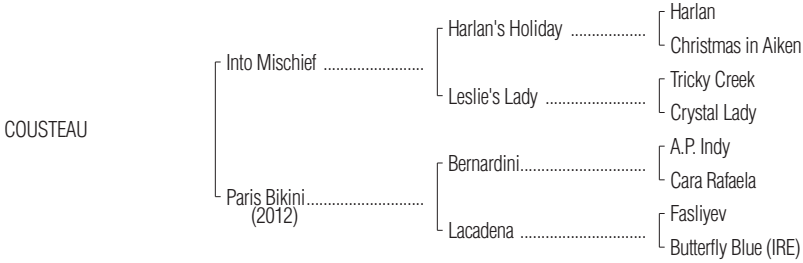 Harlan
Harlan's Holiday ....................
Christmas in Aiken
Into Mischief ..........................
Tricky Creek
Leslie's Lady ..........................
Crystal Lady
COUSTEAU
A.P. Indy
Bernardini.................................
Cara Rafaela
Paris Bikini..............................
(2012)
Fasliyev
Lacadena .................................
Butterfly Blue (IRE)